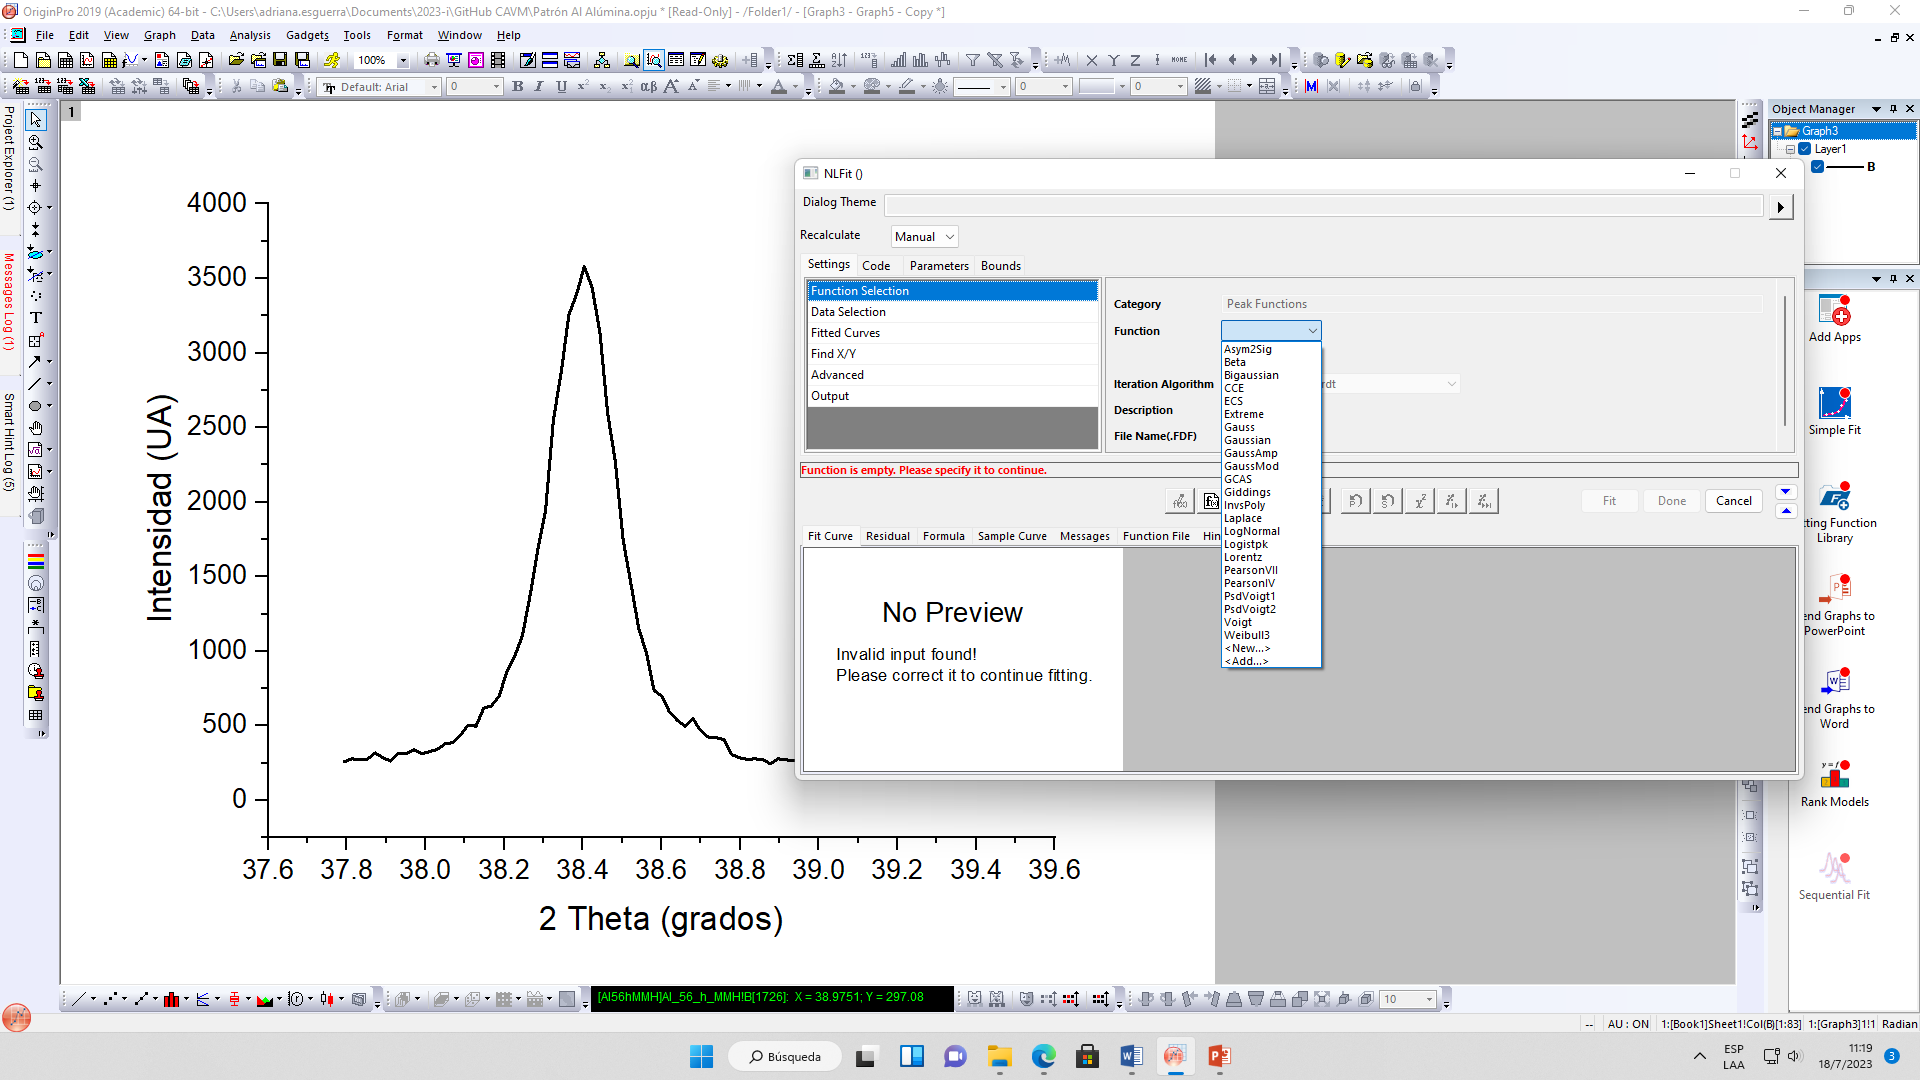 OriginPro 2019 (Academic) 64-bit - C:\Users\adriana.esguerra\Documents\2023-i\GitHub CAVM\Patrón Al Alúmina.opju * [Read-Only] - /Folder1/ - [Graph3 - Graph5 - Copy *]
File Edit View Graph Data Analysis Gadgets Tools Format Window Help
100%
Default: Arial 0
0 0
Project Explorer (1)
Messages Log (1)
Smart Hint Log (5)
1
Object Manager
Graph3
Layer1
B
4000
3500
3000
2500
2000
1500
1000
500
0
Intensidad (UA)
37.6 37.8 38.0 38.2 38.4 38.6 38.8 39.0 39.2 39.4 39.6
2 Theta (grados)
NLFit ()
Dialog Theme
Recalculate Manual
Settings Code Parameters Bounds
Function Selection
Data Selection
Fitted Curves
Find X/Y
Advanced
Output
Category Peak Functions
Function
Iteration Algorithm rdt
Description
File Name(.FDF)
Asym2Sig
Beta
Bigaussian
CCE
ECS
Extreme
Gauss
Gaussian
GaussAmp
GaussMod
GCAS
Giddings
InvsPoly
Laplace
LogNormal
Logistpk
Lorentz
PearsonVII
PearsonIV
PsdVoigt1
PsdVoigt2
Voigt
Weibull3
<New...>
<Add...>
Function is empty. Please specify it to continue.
Fit Done Cancel
Fit Curve Residual Formula Sample Curve Messages Function File Hin
No Preview
Invalid input found!
Please correct it to continue fitting.
Add Apps
Simple Fit
tting Function
Library
end Graphs to
PowerPoint
end Graphs to
Word
y = f
Rank Models
Sequential Fit
[Al56hMMH]Al_56_h_MMH!B[1726]: X = 38.9751; Y = 297.08
10
-- AU : ON 1:[Book1]Sheet1!Col(B)[1:83] 1:[Graph3]1!1 Radian
Búsqueda
ESP
LAA
11:19
18/7/2023
3